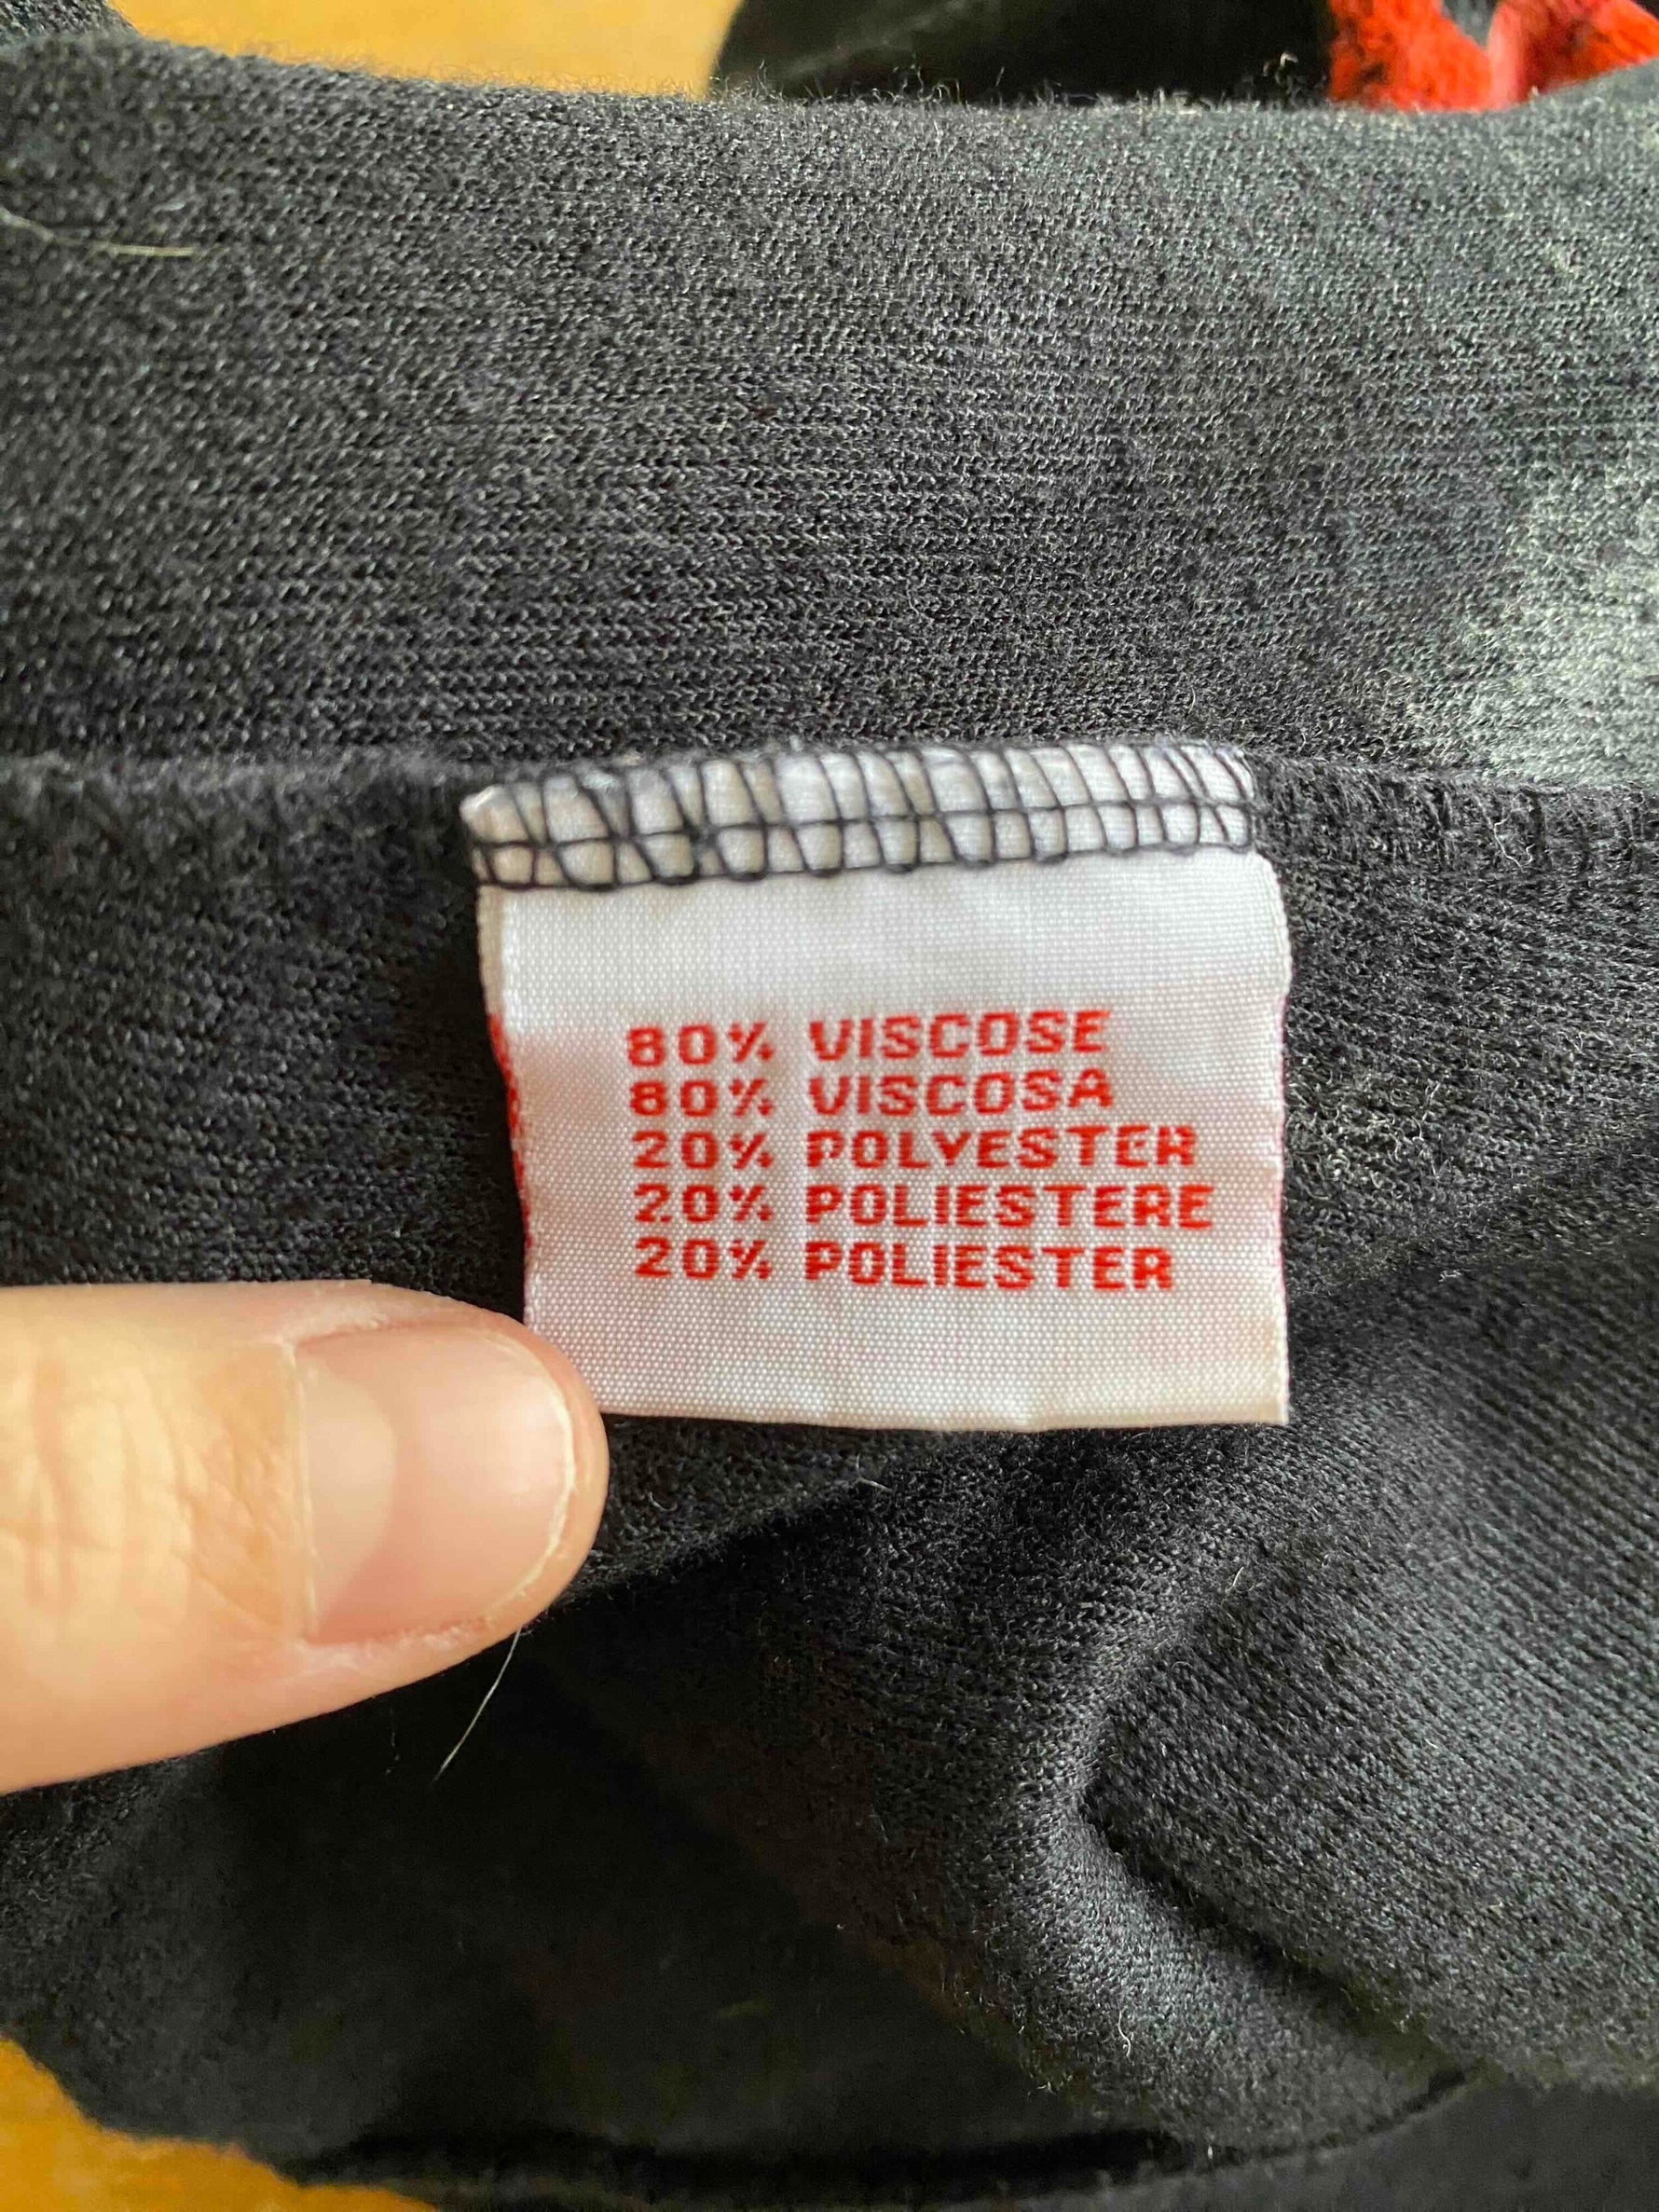 80% VISCOSE
80% VISCOSA
20% POLYESTER
20% POLIESTERE
20% POLIESTER